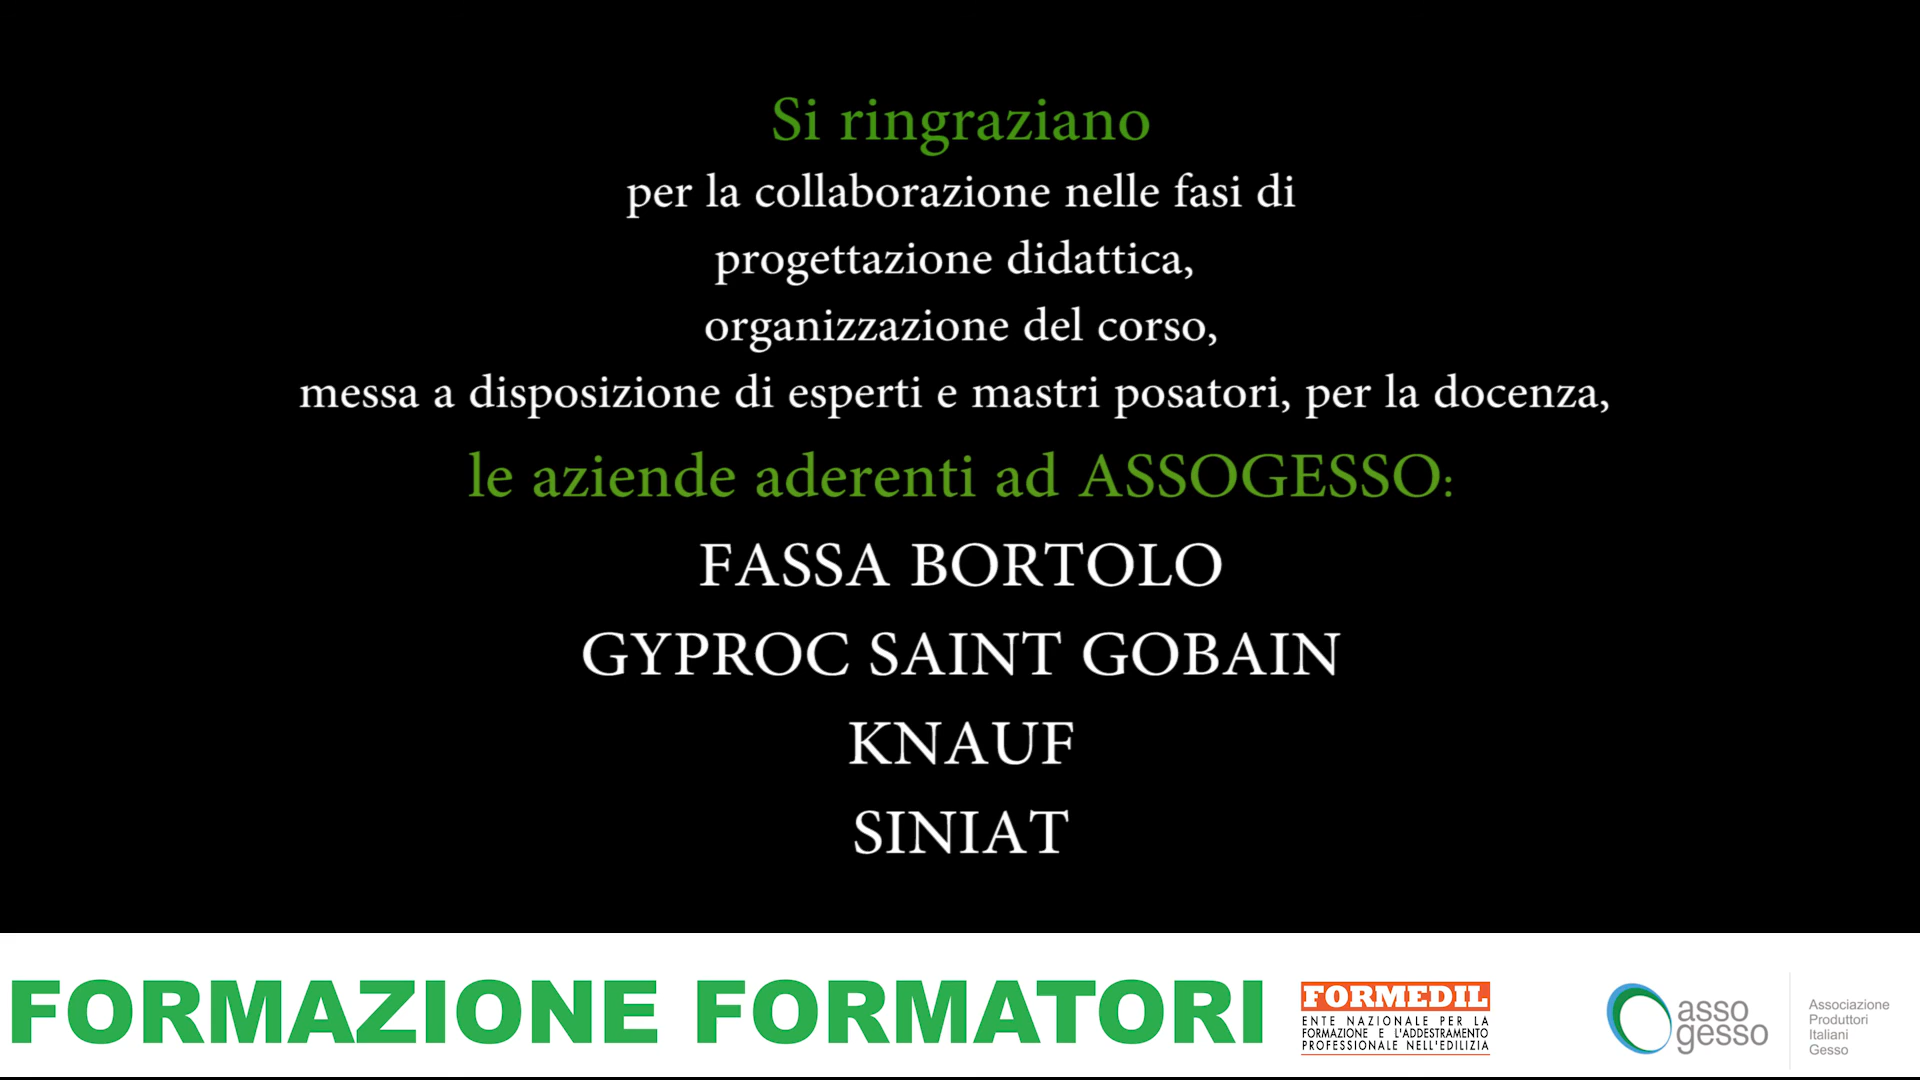 Si ringraziano
per la collaborazione nelle fasi di
progettazione didattica,
organizzazione del corso,
messa a disposizione di esperti e mastri posatori, per la docenza,
le aziende aderenti ad ASSOGESSO:
FASSA BORTOLO
GYPROC SAINT GOBAIN
KNAUF
SINIAT
FORMAZIONE FORMATORI
FORMEDIL
ENTE NAZIONALE PER LA
FORMAZIONE E L'ADDESTRAMENTO
PROFESSIONALE NELL'EDILIZIA
asso
gesso
Associazione
Produttori
Italiani
Gesso